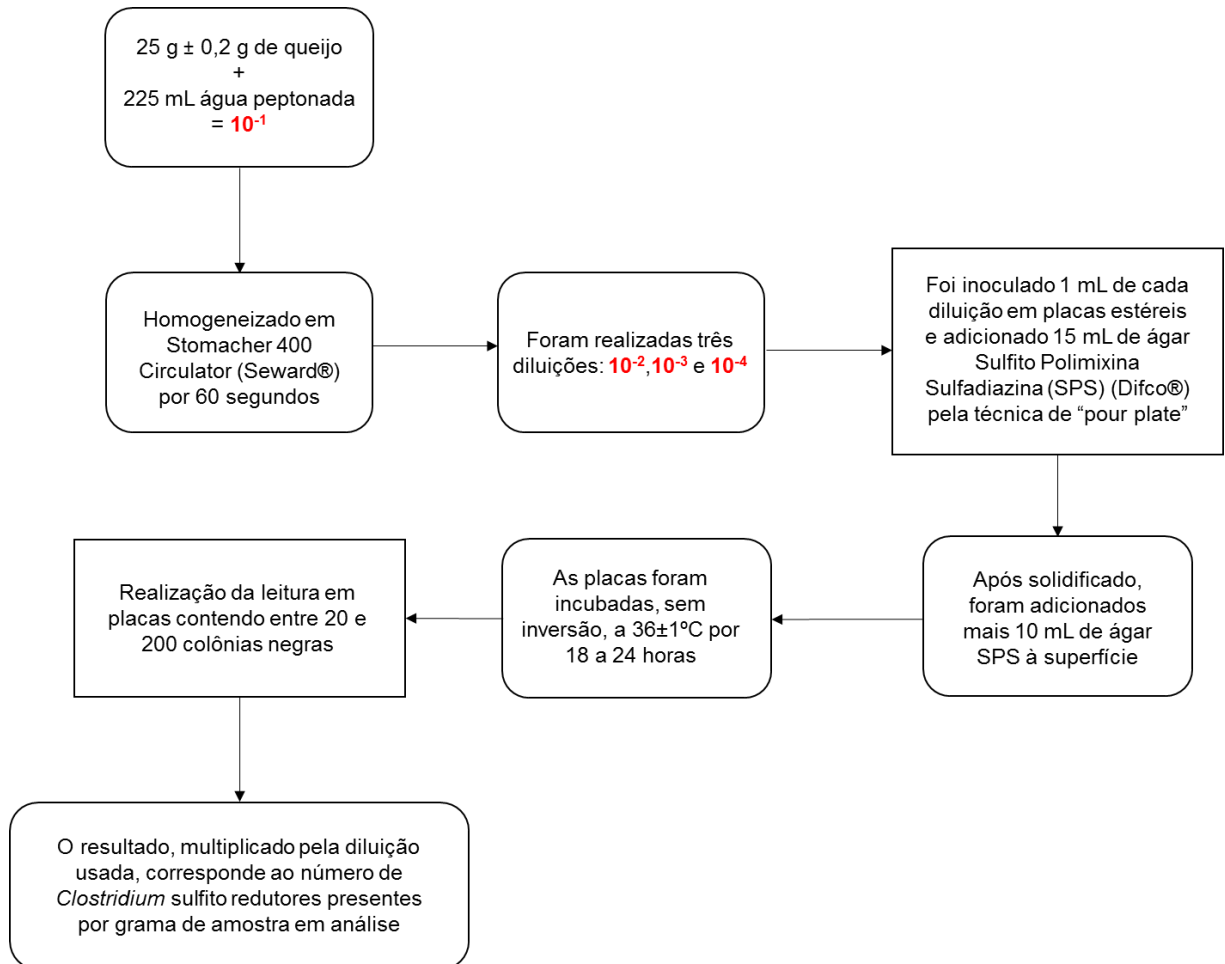 25 g ± 0,2 g de queijo
+
225 mL água peptonada
= 10⁻¹
Homogeneizado em
Stomacher 400
Circulator (Seward®)
por 60 segundos
Foram realizadas três
diluições: 10⁻²,10⁻³ e 10⁻⁴
Foi inoculado 1 mL de cada
diluição em placas estéreis
e adicionado 15 mL de ágar
Sulfito Polimixina
Sulfadiazina (SPS) (Difco®)
pela técnica de “pour plate”
Após solidificado,
foram adicionados
mais 10 mL de ágar
SPS à superfície
As placas foram
incubadas, sem
inversão, a 36±1ºC por
18 a 24 horas
Realização da leitura em
placas contendo entre 20 e
200 colônias negras
O resultado, multiplicado pela diluição
usada, corresponde ao número de
Clostridium sulfito redutores presentes
por grama de amostra em análise